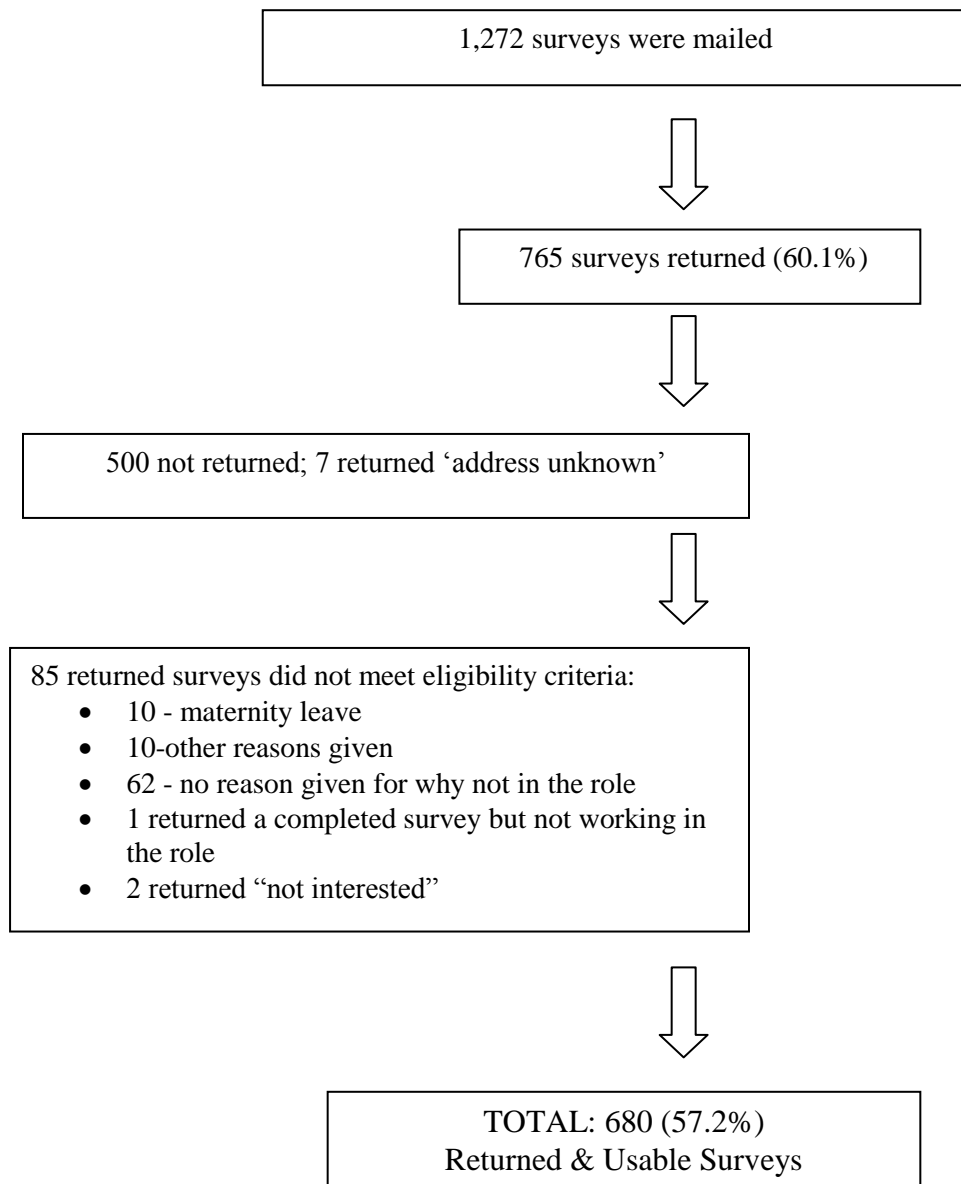 1,272 surveys were mailed
765 surveys returned (60.1%)
500 not returned; 7 returned ‘address unknown’
85 returned surveys did not meet eligibility criteria:
• 10 - maternity leave
• 10-other reasons given
• 62 - no reason given for why not in the role
• 1 returned a completed survey but not working in
the role
• 2 returned “not interested”
TOTAL: 680 (57.2%)
Returned & Usable Surveys